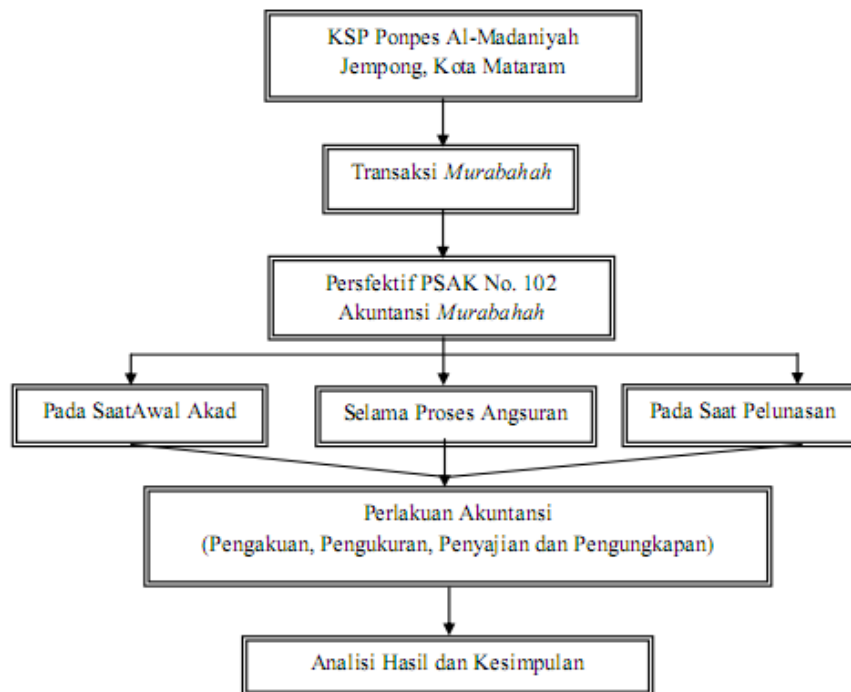 KSP Ponpes Al-Madaniyah
Jempong, Kota Mataram
Transaksi Murabahah
Persfektif PSAK No. 102
Akuntansi Murabahah
Pada SaatAwal Akad
Selama Proses Angsuran
Pada Saat Pelunasan
Perlakuan Akuntansi
(Pengakuan, Pengukuran, Penyajian dan Pengungkapan)
Analisi Hasil dan Kesimpulan